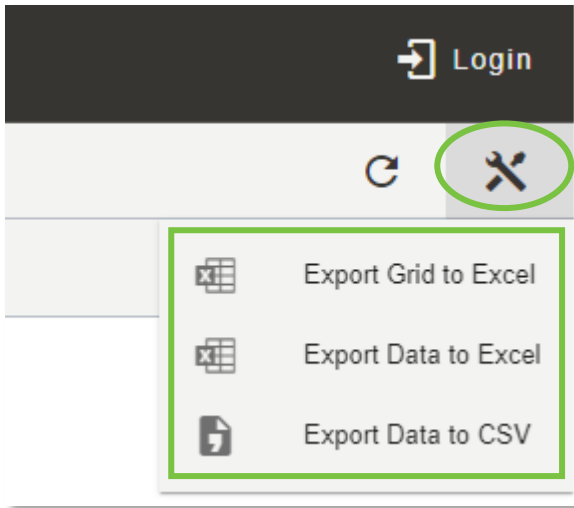 Login
Export Grid to Excel
Export Data to Excel
Export Data to CSV